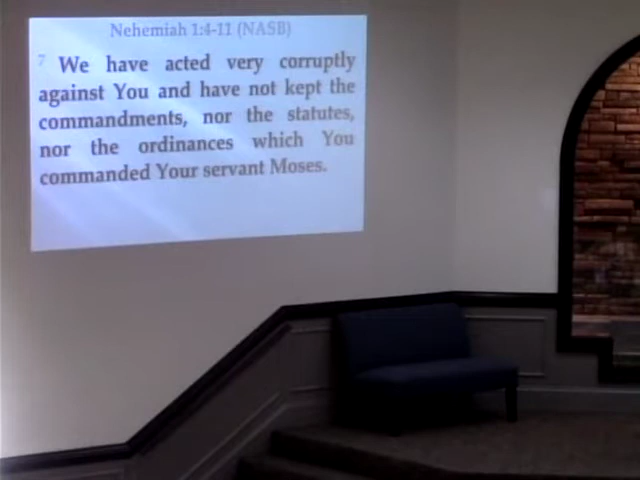 Nehemiah 1:4-11 (NASB)
7 We have acted very corruptly
against You and have not kept the
commandments, nor the statutes,
nor the ordinances which You
commanded Your servant Moses.